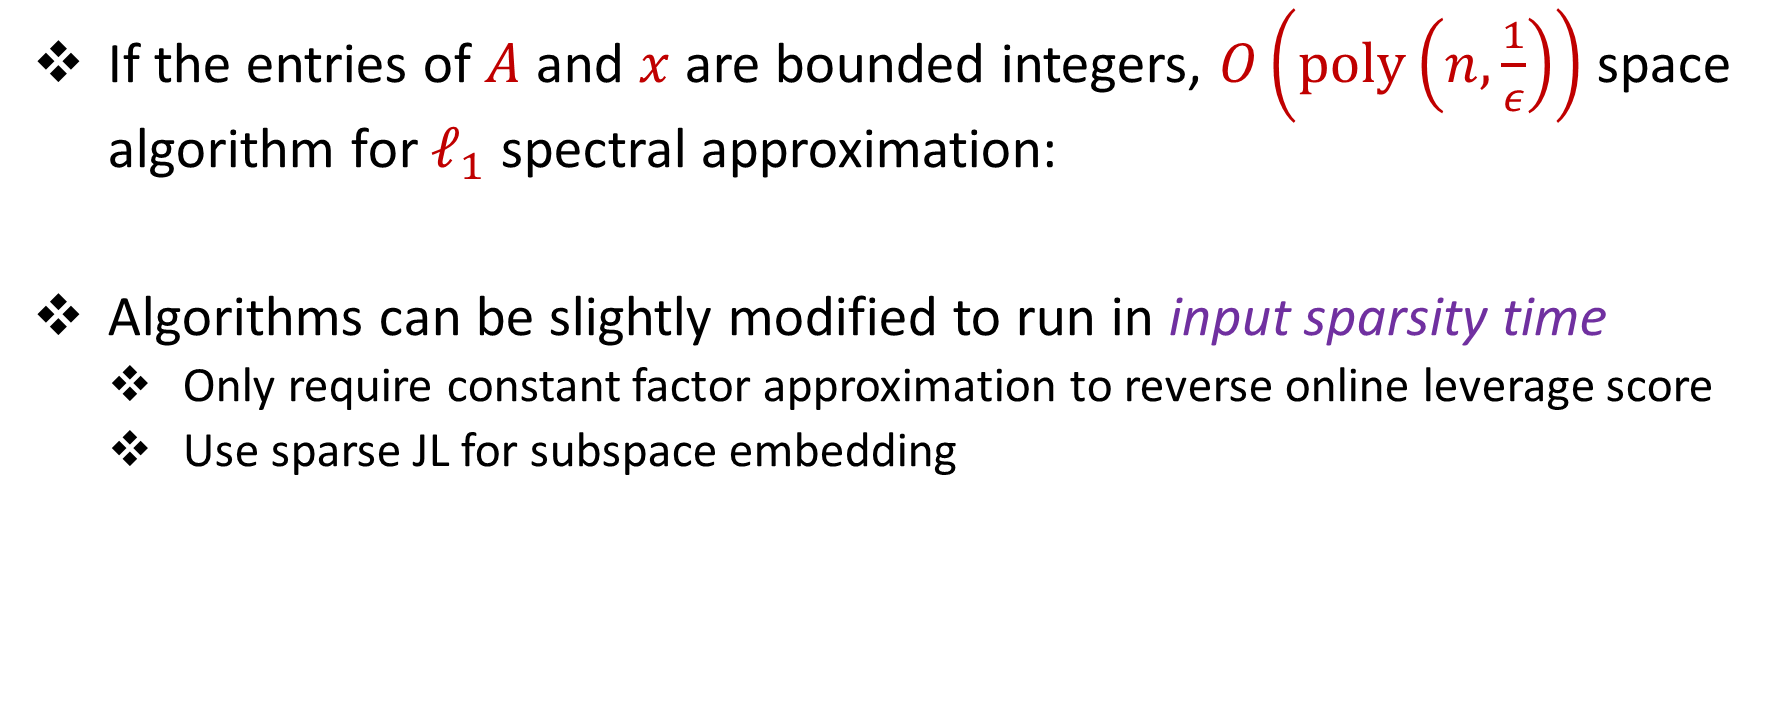 ❖ If the entries of A and x are bounded integers, O(poly(n, 1/ϵ)) space
algorithm for ℓ₁ spectral approximation:
❖ Algorithms can be slightly modified to run in input sparsity time
❖ Only require constant factor approximation to reverse online leverage score
❖ Use sparse JL for subspace embedding